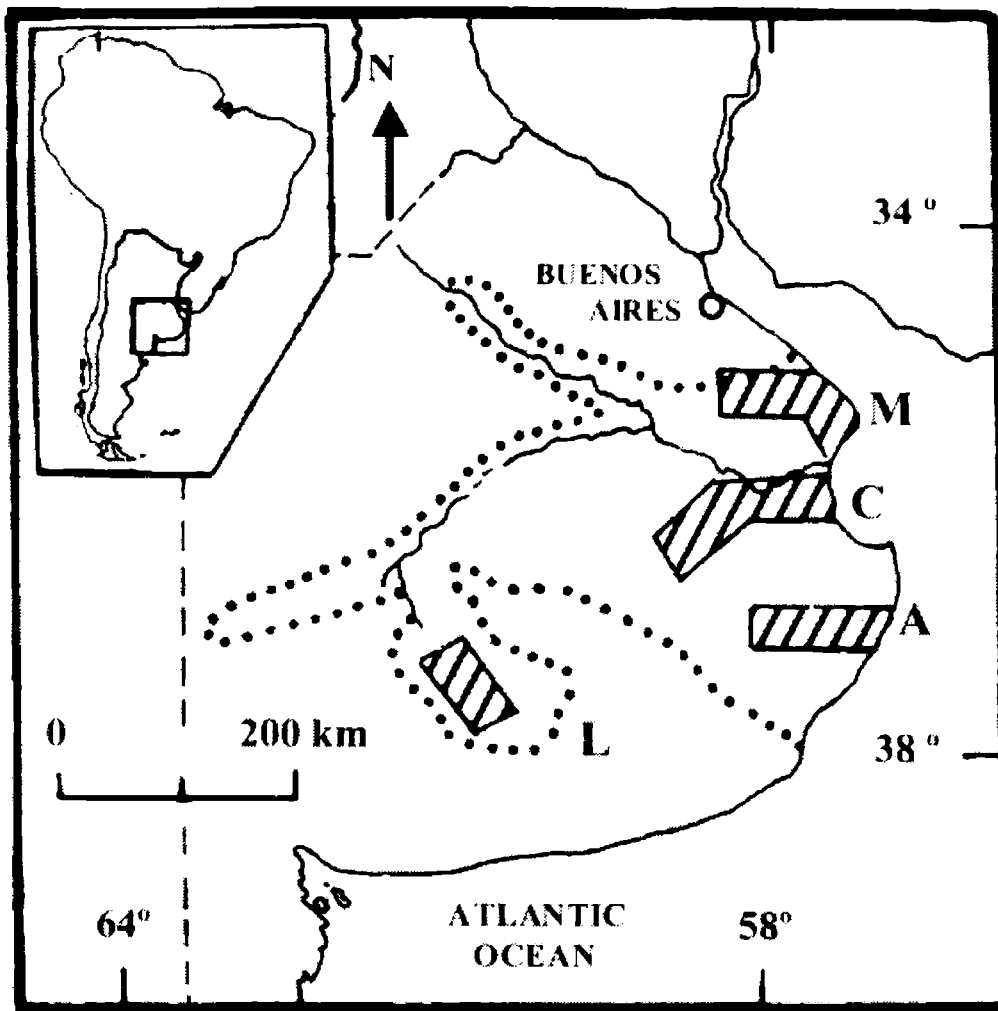 N
34 º
BUENOS
AIRES
M
C
A
0 200 km
L
38 º
64º
ATLANTIC
OCEAN
58º